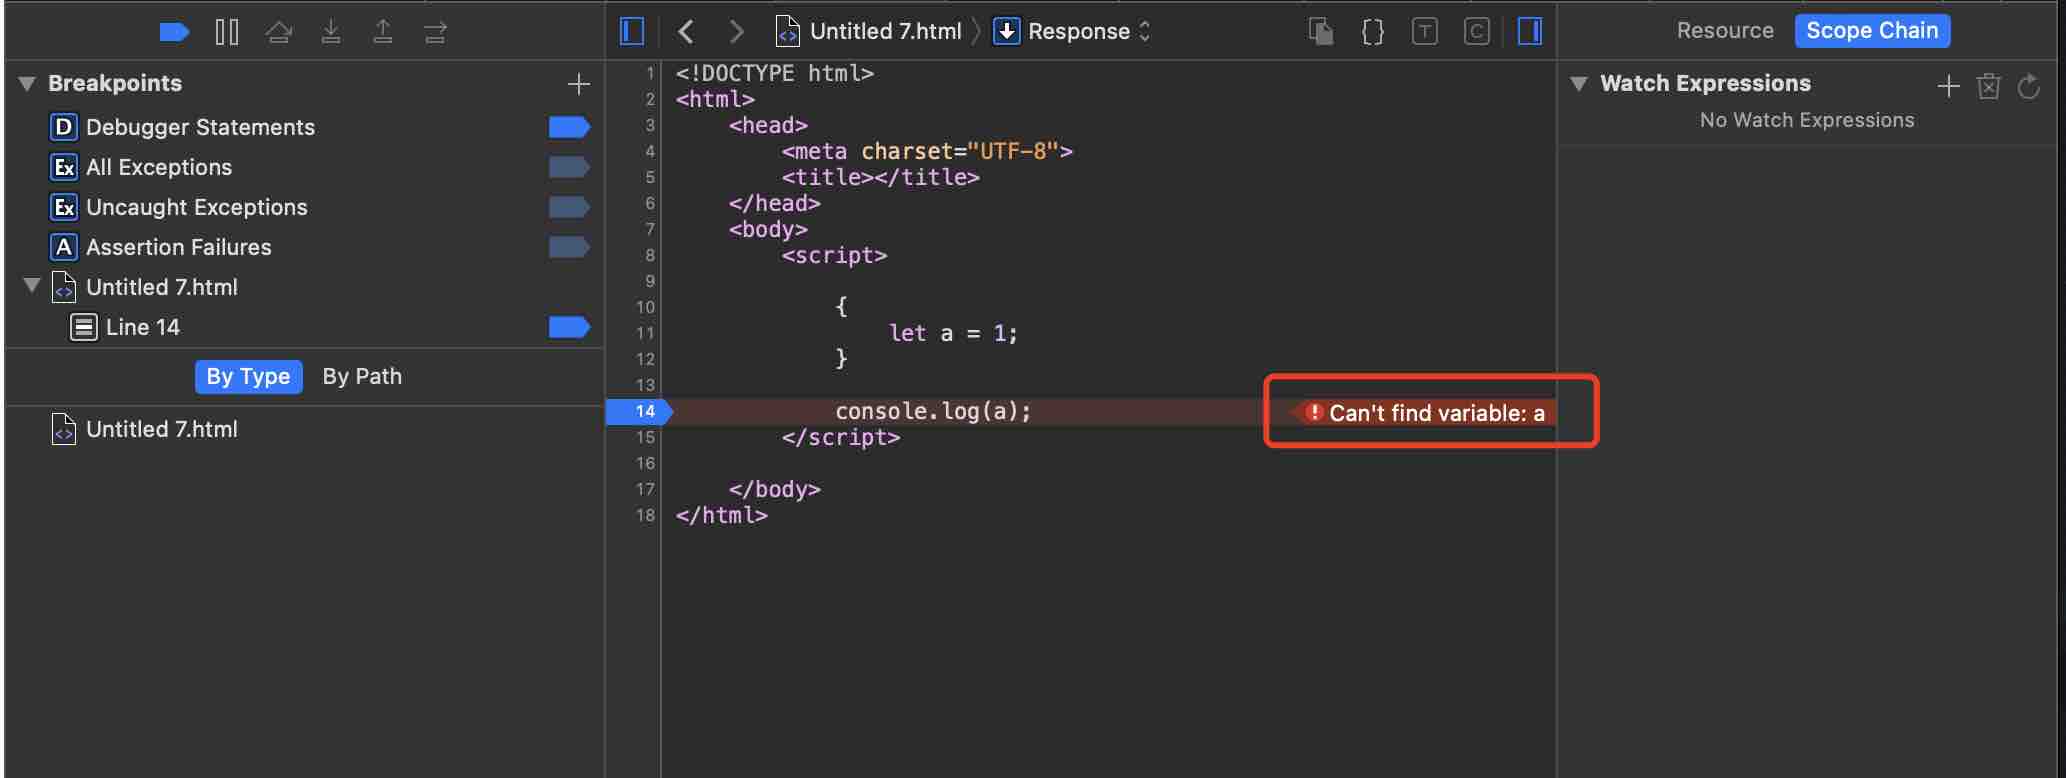 Untitled 7.html
Response
{}
T
C
Resource
Scope Chain
Breakpoints
D Debugger Statements
Ex All Exceptions
Ex Uncaught Exceptions
A Assertion Failures
Untitled 7.html
Line 14
By Type
By Path
Untitled 7.html
1 <!DOCTYPE html>
2 <html>
3 <head>
4 <meta charset="UTF-8">
5 <title></title>
6 </head>
7 <body>
8 <script>
9
10 {
11 let a = 1;
12 }
13
14 console.log(a);
Can't find variable: a
15 </script>
16
17 </body>
18 </html>
Watch Expressions
No Watch Expressions